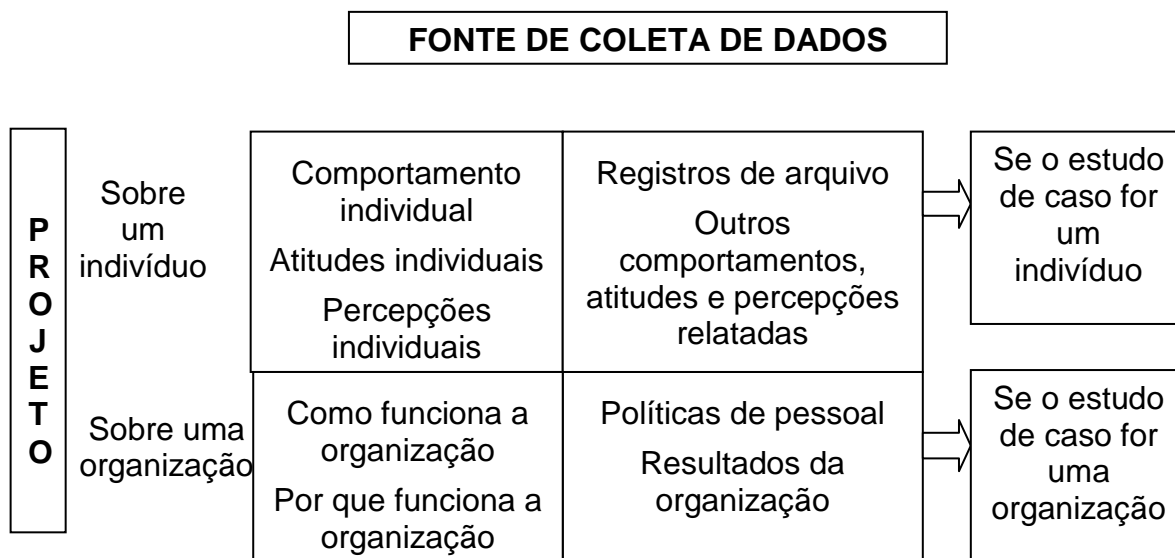 FONTE DE COLETA DE DADOS
P
R
O
J
E
T
O
Sobre
um
indivíduo
Comportamento
individual
Atitudes individuais
Percepções
individuais
Registros de arquivo
Outros
comportamentos,
atitudes e percepções
relatadas
Se o estudo
de caso for
um
indivíduo
Sobre uma
organização
Como funciona a
organização
Por que funciona a
organização
Políticas de pessoal
Resultados da
organização
Se o estudo
de caso for
uma
organização